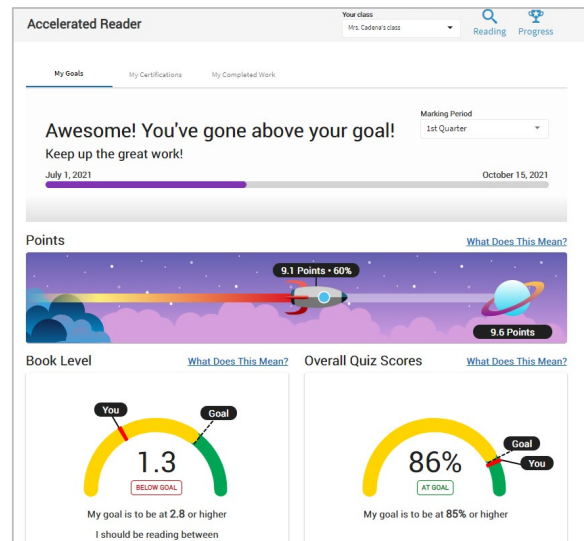 Accelerated Reader
Your class
Mrs. Cadena's class
Reading
Progress
My Goals
My Certifications
My Completed Work
Awesome! You've gone above your goal!
Keep up the great work!
Marking Period
1st Quarter
July 1, 2021
October 15, 2021
Points
What Does This Mean?
9.1 Points • 60%
9.6 Points
Book Level
What Does This Mean?
You
Goal
1.3
BELOW GOAL
My goal is to be at 2.8 or higher
I should be reading between
Overall Quiz Scores
What Does This Mean?
Goal
You
86%
AT GOAL
My goal is to be at 85% or higher